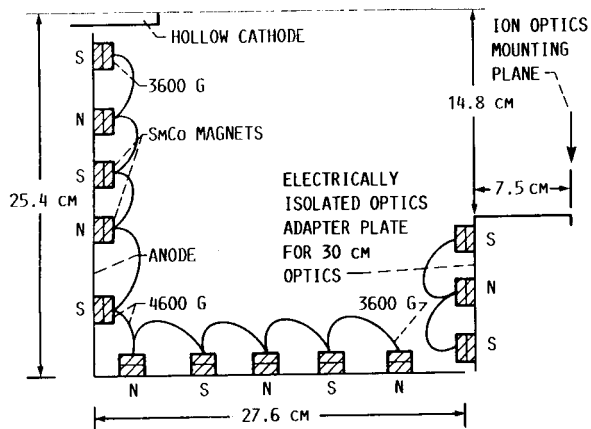 HOLLOW CATHODE
ION OPTICS
MOUNTING
PLANE
S
3600 G
14.8 CM
N
SmCo MAGNETS
7.5 CM
S
25.4 CM
ELECTRICALLY
ISOLATED OPTICS
ADAPTER PLATE
FOR 30 CM
OPTICS
N
S
ANODE
N
S
4600 G
3600 G
S
N
S
N
S
N
27.6 CM